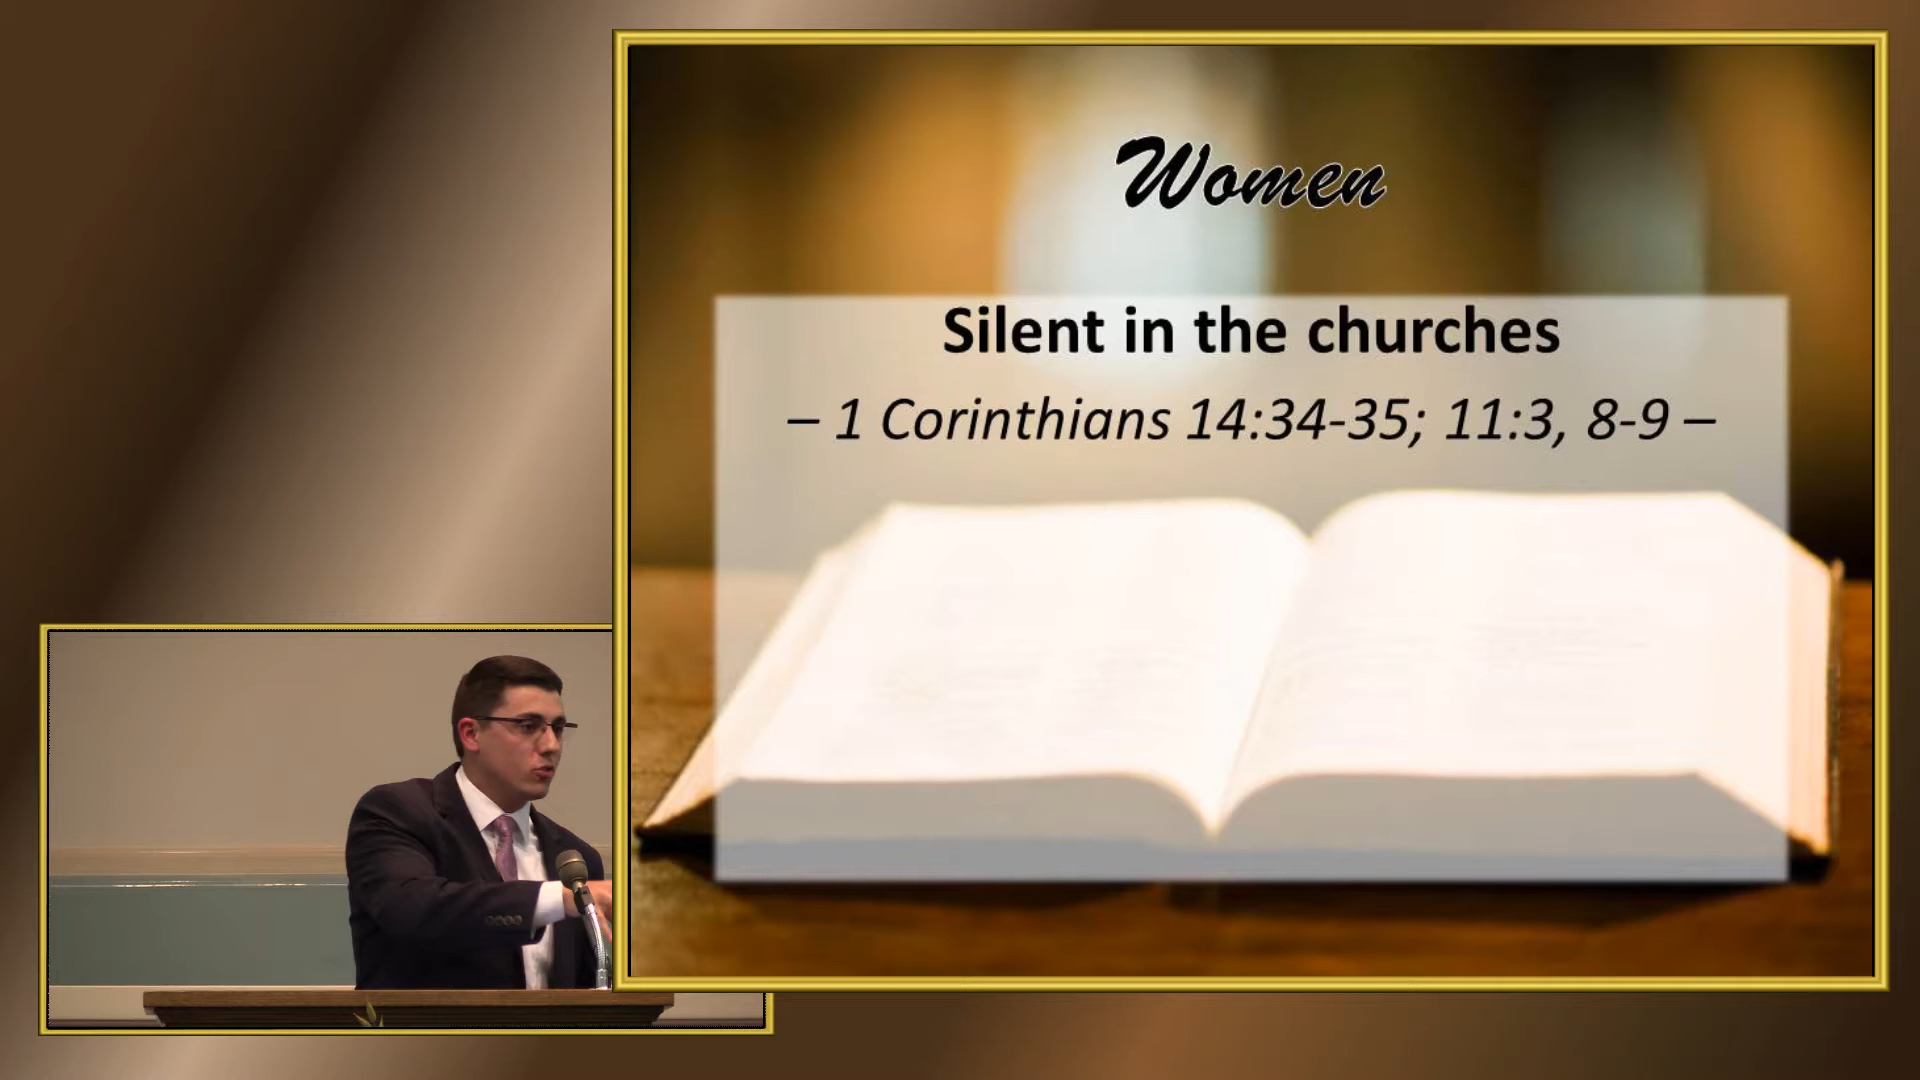 Women
Silent in the churches
– 1 Corinthians 14:34-35; 11:3, 8-9 –